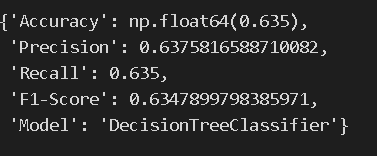 {'Accuracy': np.float64(0.635),
'Precision': 0.6375816588710082,
'Recall': 0.635,
'F1-Score': 0.6347899798385971,
'Model': 'DecisionTreeClassifier'}